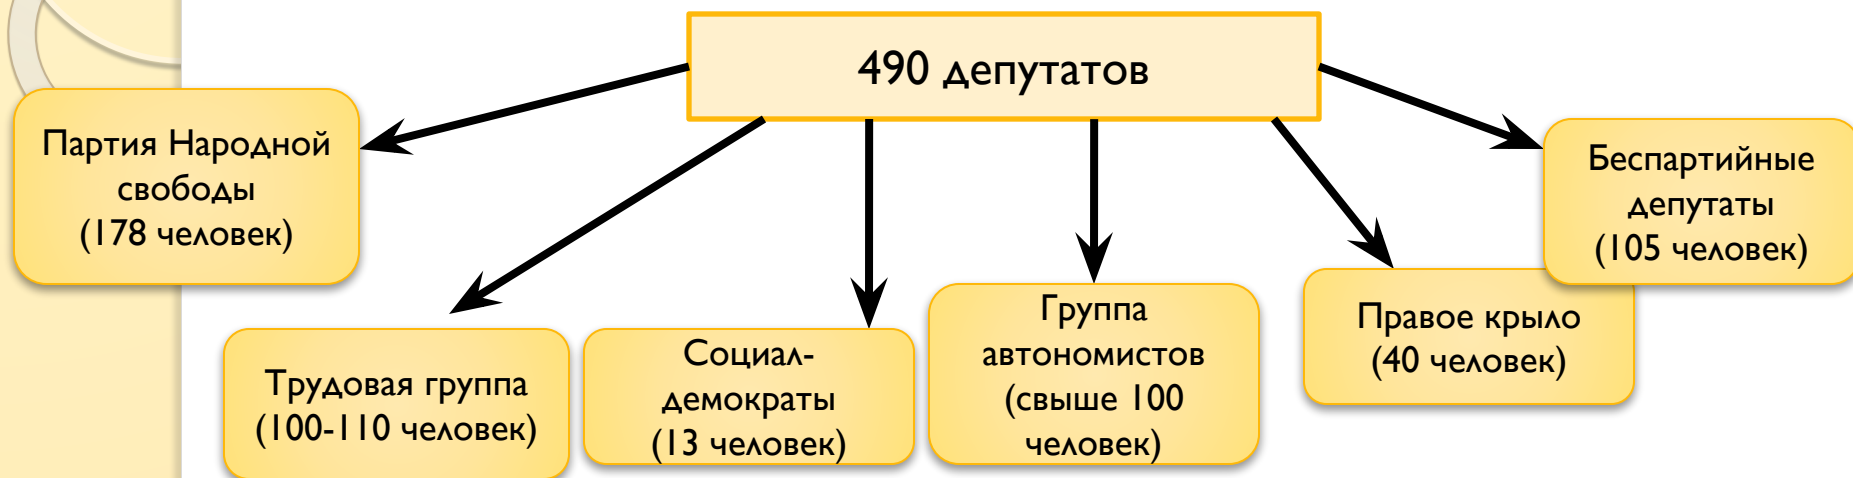 490 депутатов
Партия Народной
свободы
(178 человек)
Трудовая группа
(100-110 человек)
Социал-
демократы
(13 человек)
Группа
автономистов
(свыше 100
человек)
Правое крыло
(40 человек)
Беспартийные
депутаты
(105 человек)